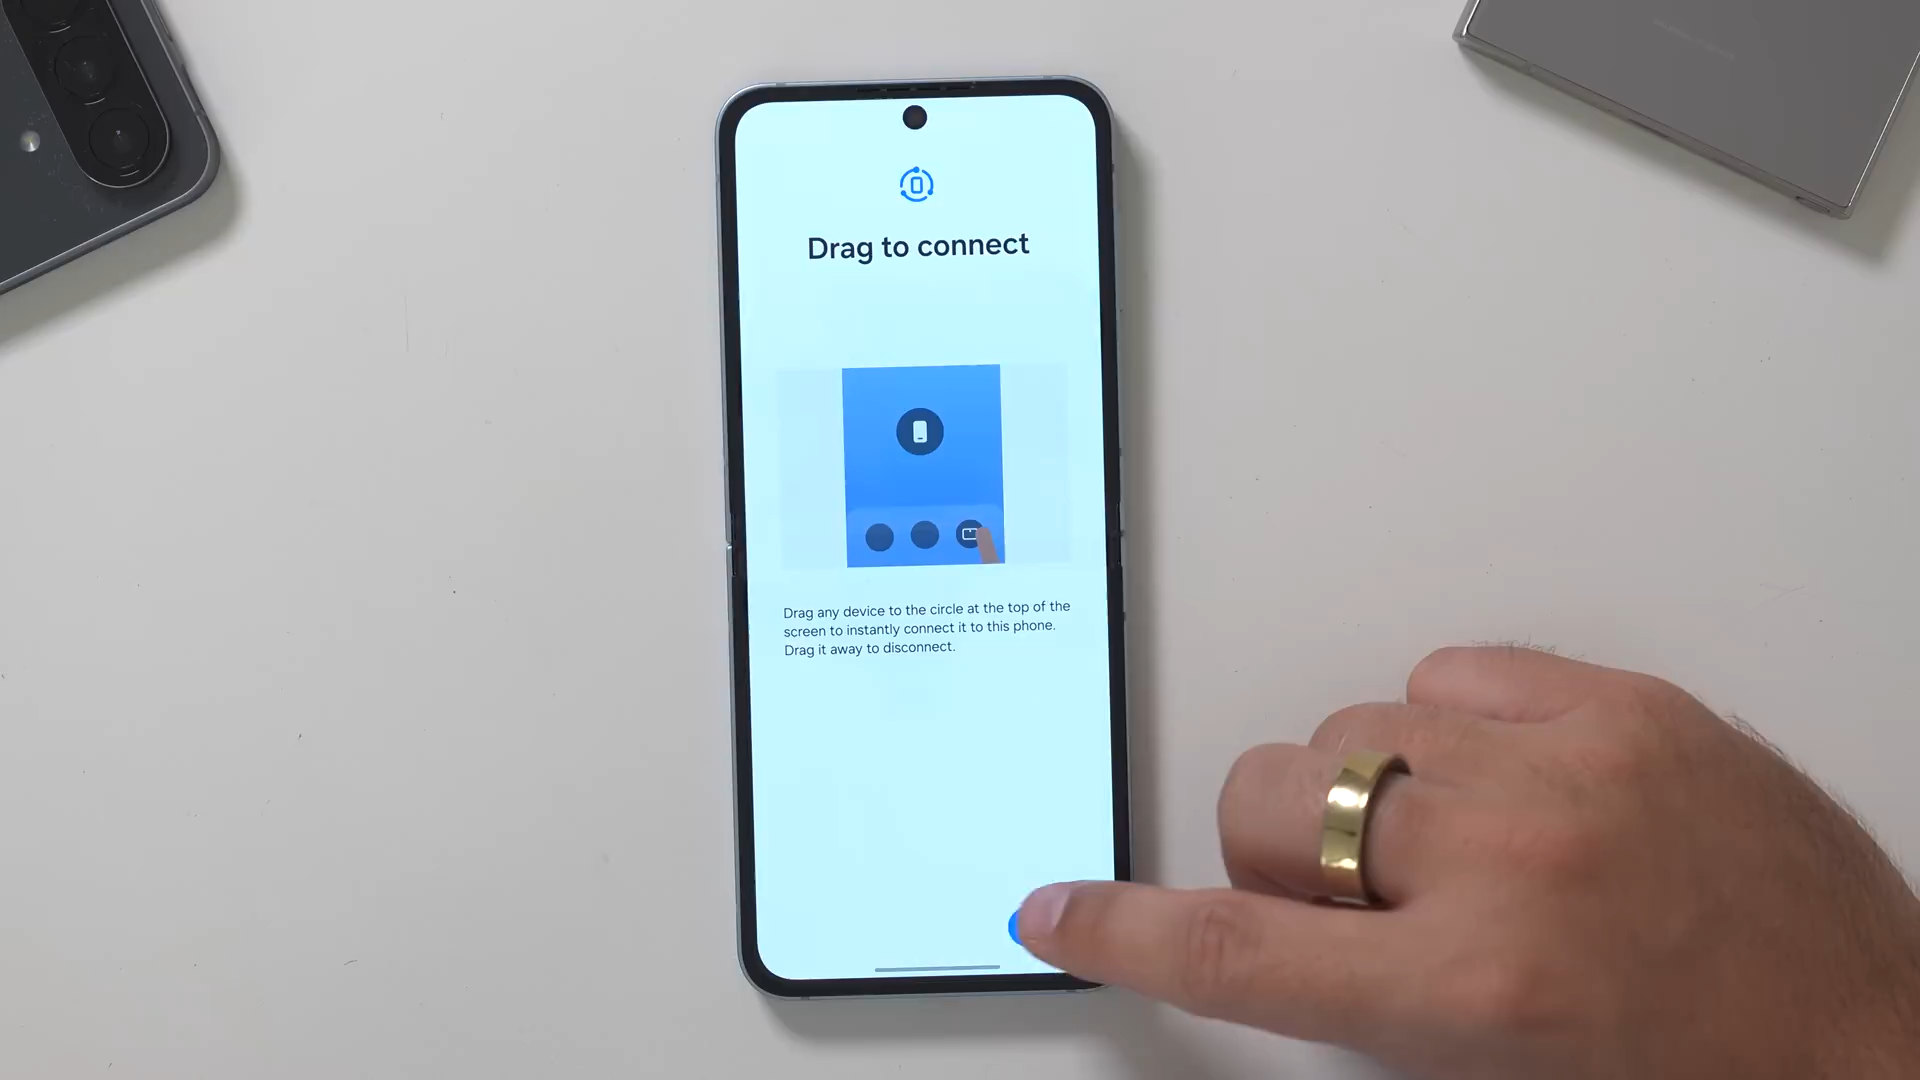 Drag to connect
Drag any device to the circle at the top of the
screen to instantly connect it to this phone.
Drag it away to disconnect.